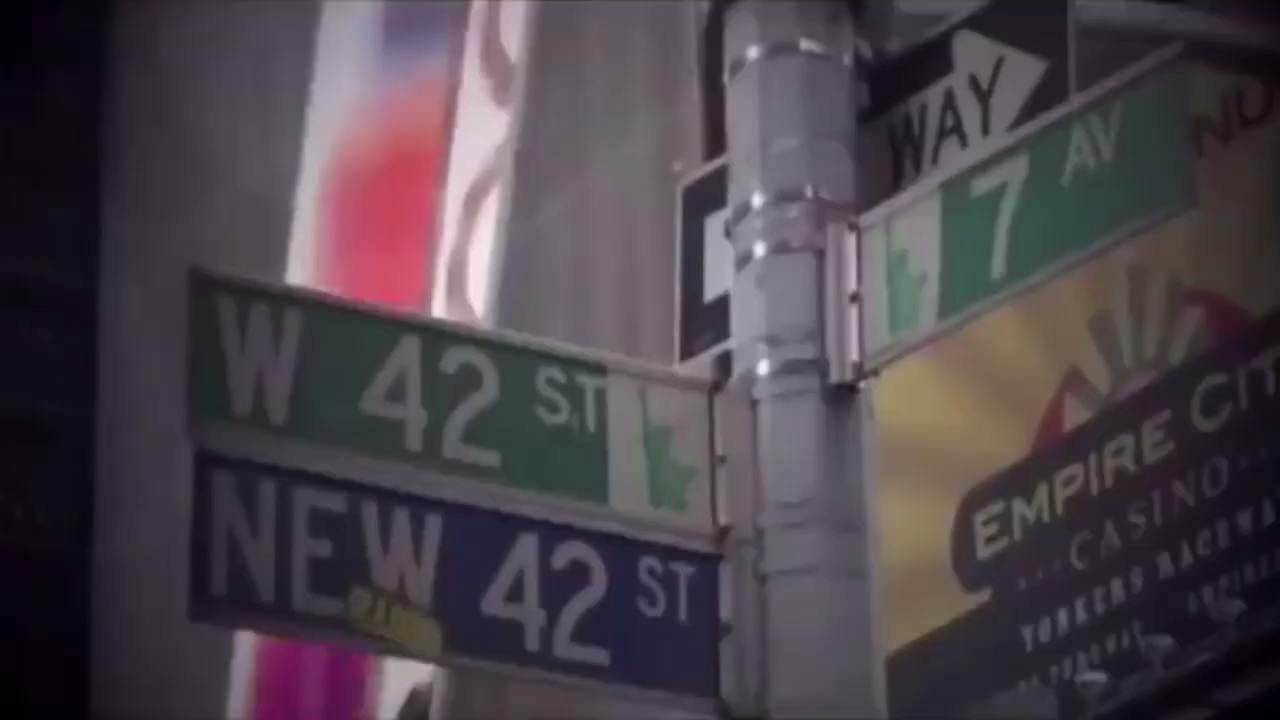 WAY
7 AV
W 42 ST
NEW 42 ST
EMPIRE CIT
CASINO
YONKERS RACEWA